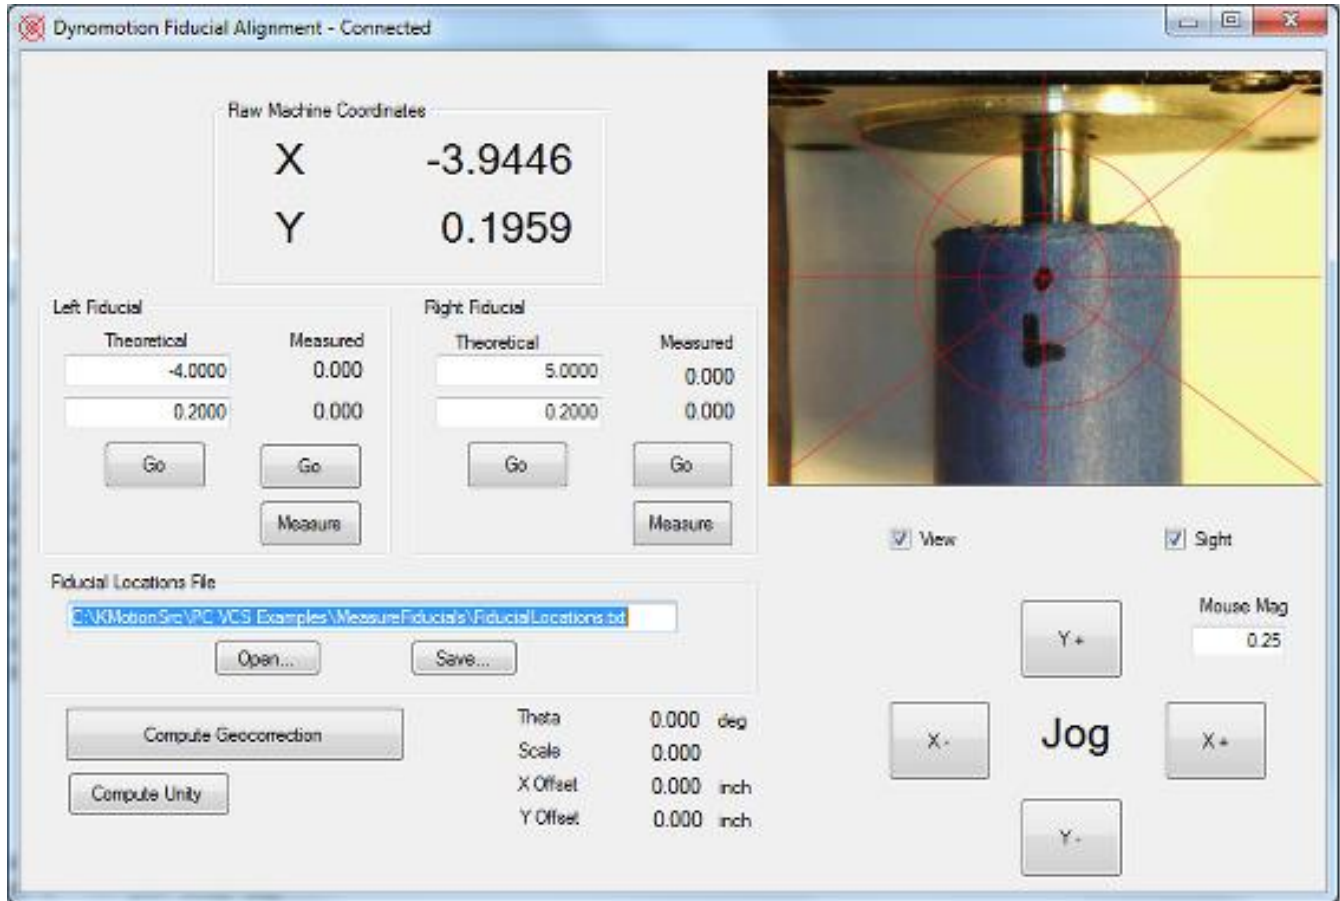 Dynomotion Fiducial Alignment - Connected
Raw Machine Coordinates
X -3.9446
Y 0.1959
Left Fiducial
Theoretical Measured
-4.0000 0.000
0.2000 0.000
Go Go
Measure
Right Fiducial
Theoretical Measured
5.0000 0.000
0.2000 0.000
Go Go
Measure
View Sight
Fiducial Locations File
C:\KMotionSrc\PC VCS Examples\MeasureFiducials\FiducialLocations.txt
Open... Save...
Compute Geocorrection
Compute Unity
Theta 0.000 deg
Scale 0.000
X Offset 0.000 inch
Y Offset 0.000 inch
Mouse Mag
0.25
Y +
X - Jog X +
Y -
L